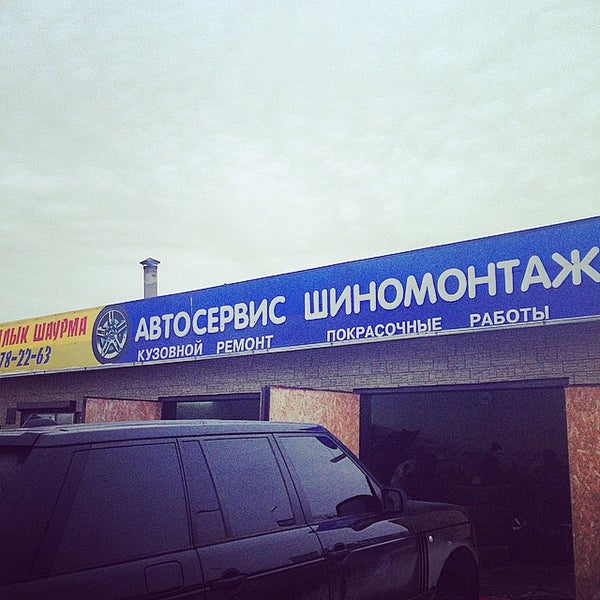 ШАУРМА
78-22-63
АВТОСЕРВИС ШИНОМОНТАЖ
КУЗОВНОЙ РЕМОНТ ПОКРАСОЧНЫЕ РАБОТЫ